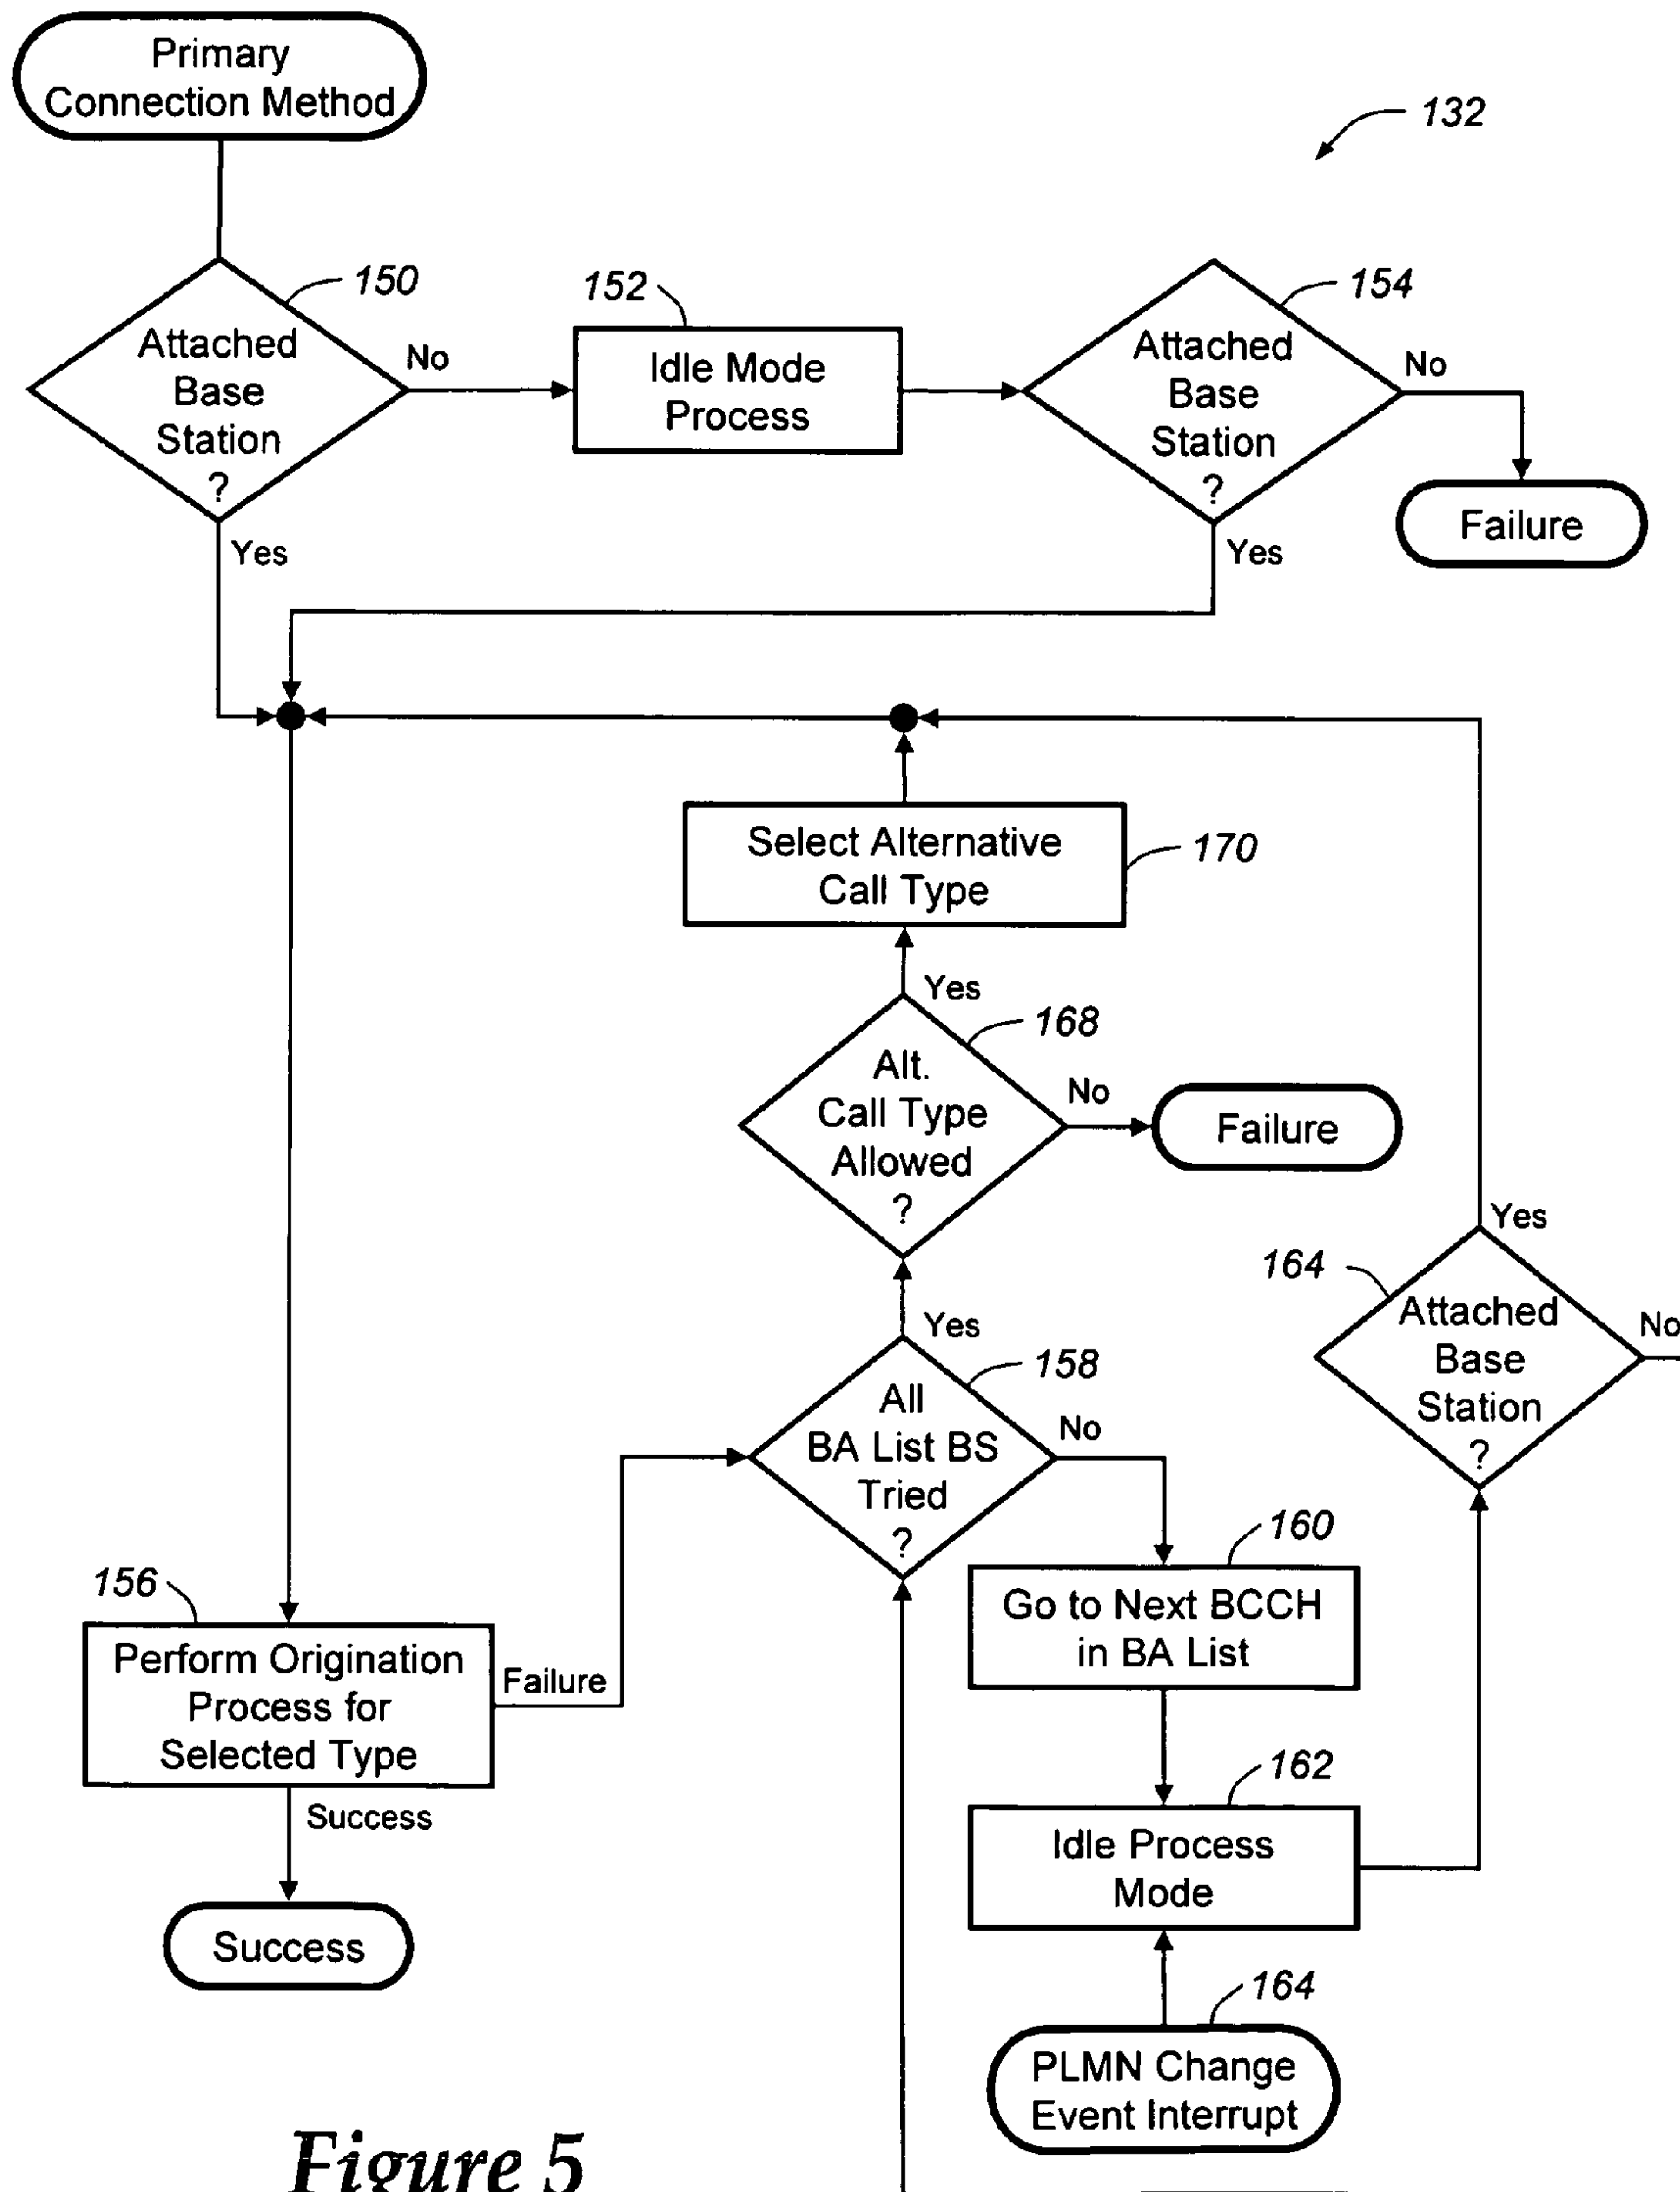 Primary
Connection Method
132
150
Attached
Base
Station
?
No
Yes
152
Idle Mode
Process
154
Attached
Base
Station
?
No
Yes
Failure
Select Alternative
Call Type
170
Yes
168
Alt.
Call Type
Allowed
?
No
Failure
Yes
164
Attached
Base
Station
?
No
Yes
158
All
BA List BS
Tried
?
No
160
Go to Next BCCH
in BA List
156
Perform Origination
Process for
Selected Type
Failure
Success
Success
162
Idle Process
Mode
164
PLMN Change
Event Interrupt
Figure 5